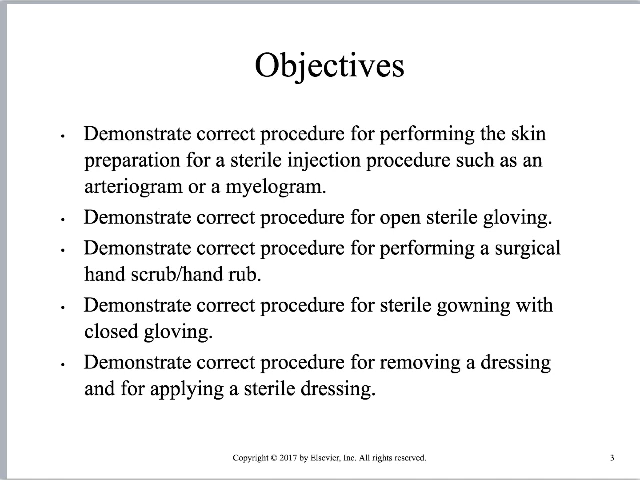 Objectives
• Demonstrate correct procedure for performing the skin
preparation for a sterile injection procedure such as an
arteriogram or a myelogram.
• Demonstrate correct procedure for open sterile gloving.
• Demonstrate correct procedure for performing a surgical
hand scrub/hand rub.
• Demonstrate correct procedure for sterile gowning with
closed gloving.
• Demonstrate correct procedure for removing a dressing
and for applying a sterile dressing.
Copyright © 2017 by Elsevier, Inc. All rights reserved.
3